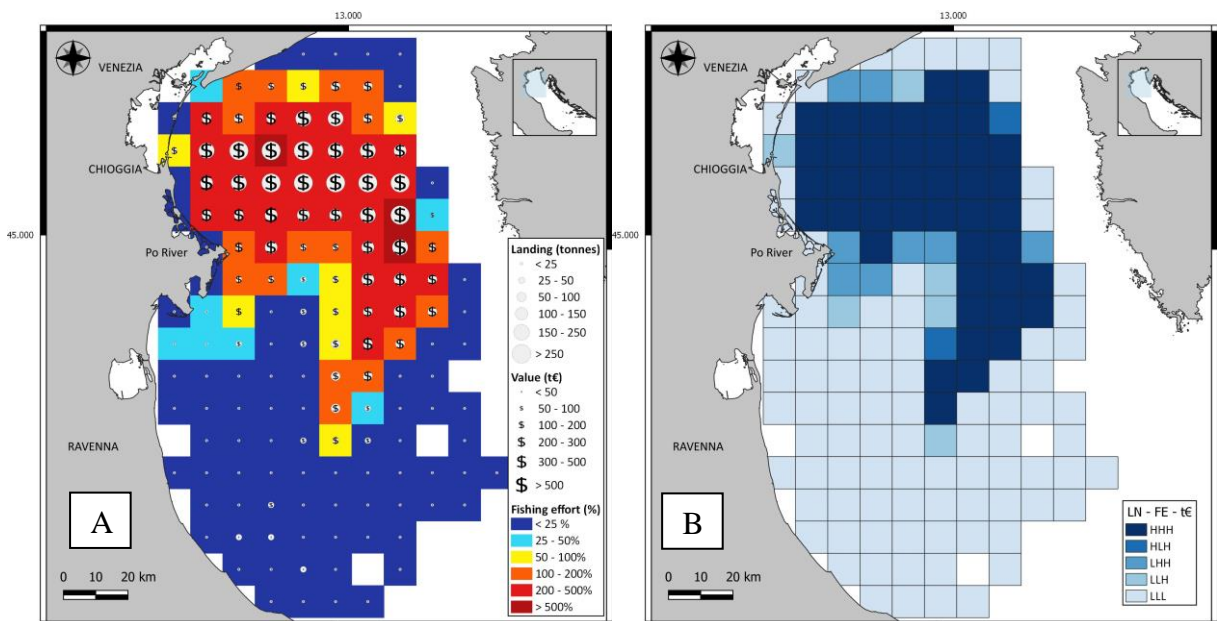 13.000
VENEZIA
CHIOGGIA
45.000
Po River
RAVENNA
A
0 10 20 km
Landing (tonnes)
< 25
25 - 50
50 - 100
100 - 150
150 - 250
> 250
Value (t€)
< 50
50 - 100
100 - 200
200 - 300
300 - 500
> 500
Fishing effort (%)
< 25 %
25 - 50%
50 - 100%
100 - 200%
200 - 500%
> 500%
13.000
VENEZIA
CHIOGGIA
45.000
Po River
RAVENNA
B
0 10 20 km
LN - FE - t€
HHH
HLH
LHH
LLH
LLL